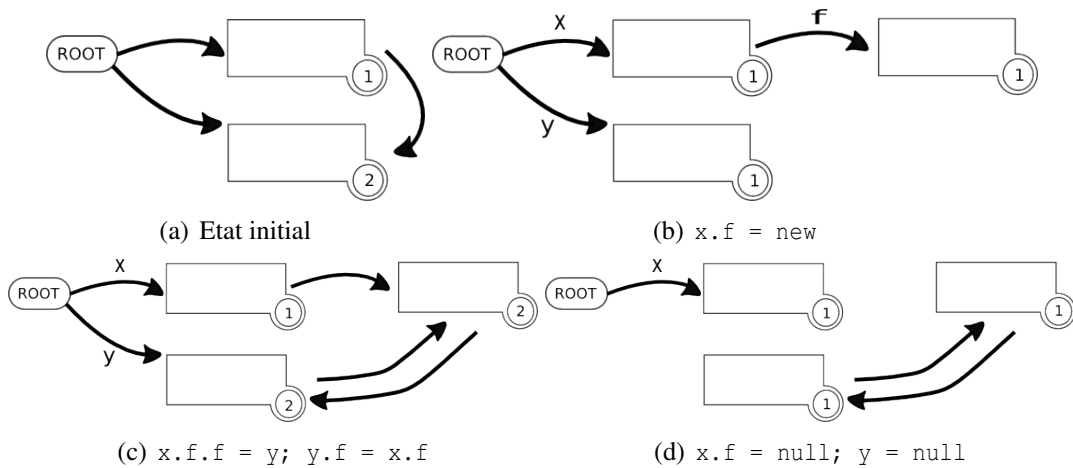 ROOT
1
2
(a) Etat initial
ROOT
x
y
f
1
1
1
(b) x.f = new
ROOT
x
y
1
2
2
(c) x.f.f = y; y.f = x.f
ROOT
x
1
1
1
(d) x.f = null; y = null